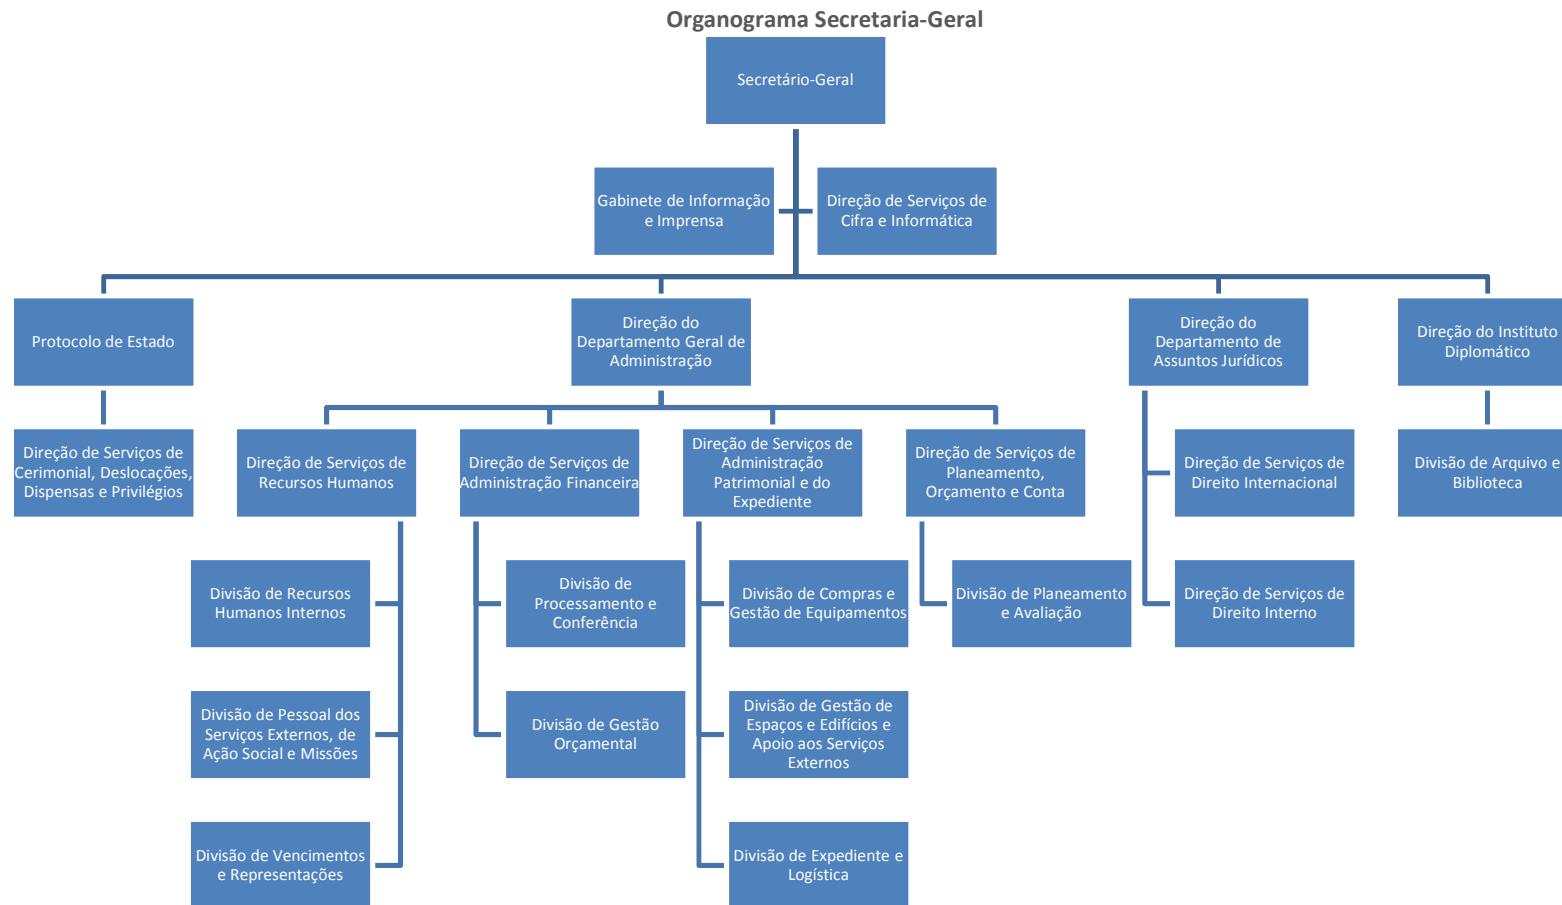 Organograma Secretaria-Geral
Secretário-Geral
Gabinete de Informação
e Imprensa
Direção de Serviços de
Cifra e Informática
Protocolo de Estado
Direção do
Departamento Geral de
Administração
Direção do
Departamento de
Assuntos Jurídicos
Direção do Instituto
Diplomático
Direção de Serviços de
Cerimonial, Deslocações,
Dispensas e Privilégios
Direção de Serviços de
Recursos Humanos
Direção de Serviços de
Administração Financeira
Direção de Serviços de
Administração
Patrimonial e do
Expediente
Direção de Serviços de
Planeamento,
Orçamento e Conta
Direção de Serviços de
Direito Internacional
Divisão de Arquivo e
Biblioteca
Divisão de Recursos
Humanos Internos
Divisão de
Processamento e
Conferência
Divisão de Compras e
Gestão de Equipamentos
Divisão de Planeamento
e Avaliação
Direção de Serviços de
Direito Interno
Divisão de Pessoal dos
Serviços Externos, de
Ação Social e Missões
Divisão de Gestão
Orçamental
Divisão de Gestão de
Espaços e Edifícios e
Apoio aos Serviços
Externos
Divisão de Vencimentos
e Representações
Divisão de Expediente e
Logística